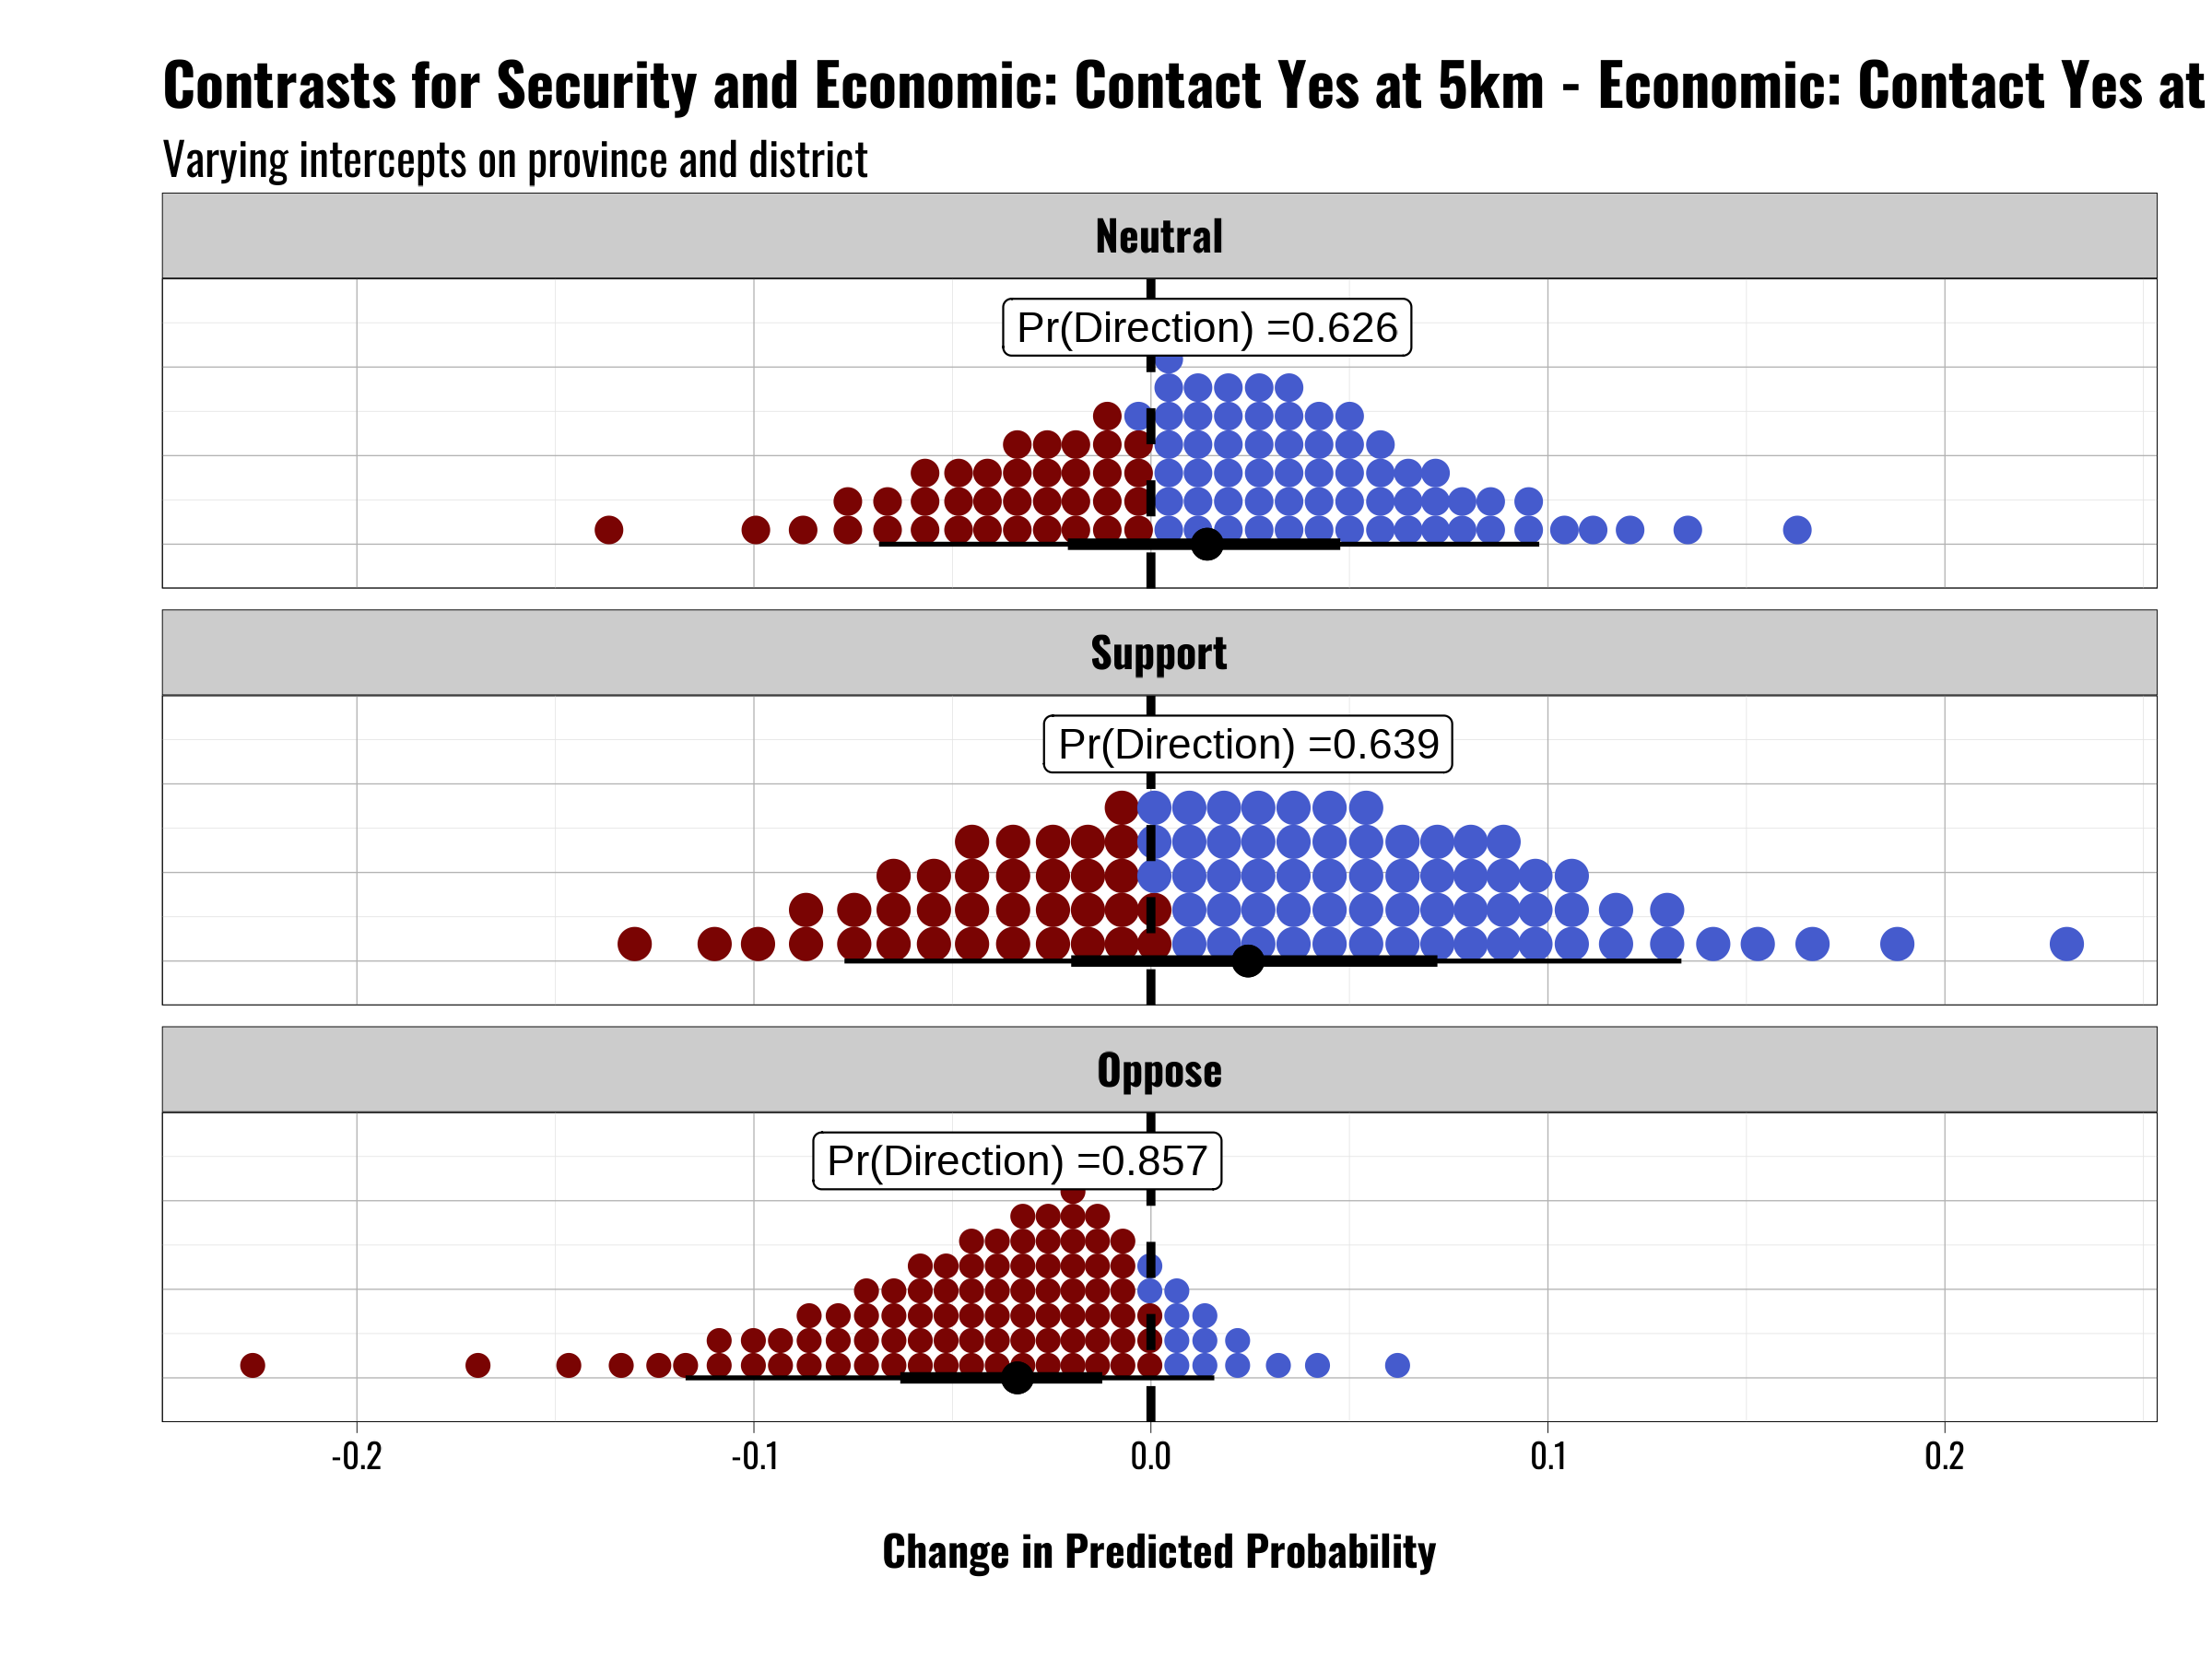 Contrasts for Security and Economic: Contact Yes at 5km - Economic: Contact Yes at
Varying intercepts on province and district
Neutral
Pr(Direction) =0.626
Support
Pr(Direction) =0.639
Oppose
Pr(Direction) =0.857
-0.2 -0.1 0.0 0.1 0.2
Change in Predicted Probability